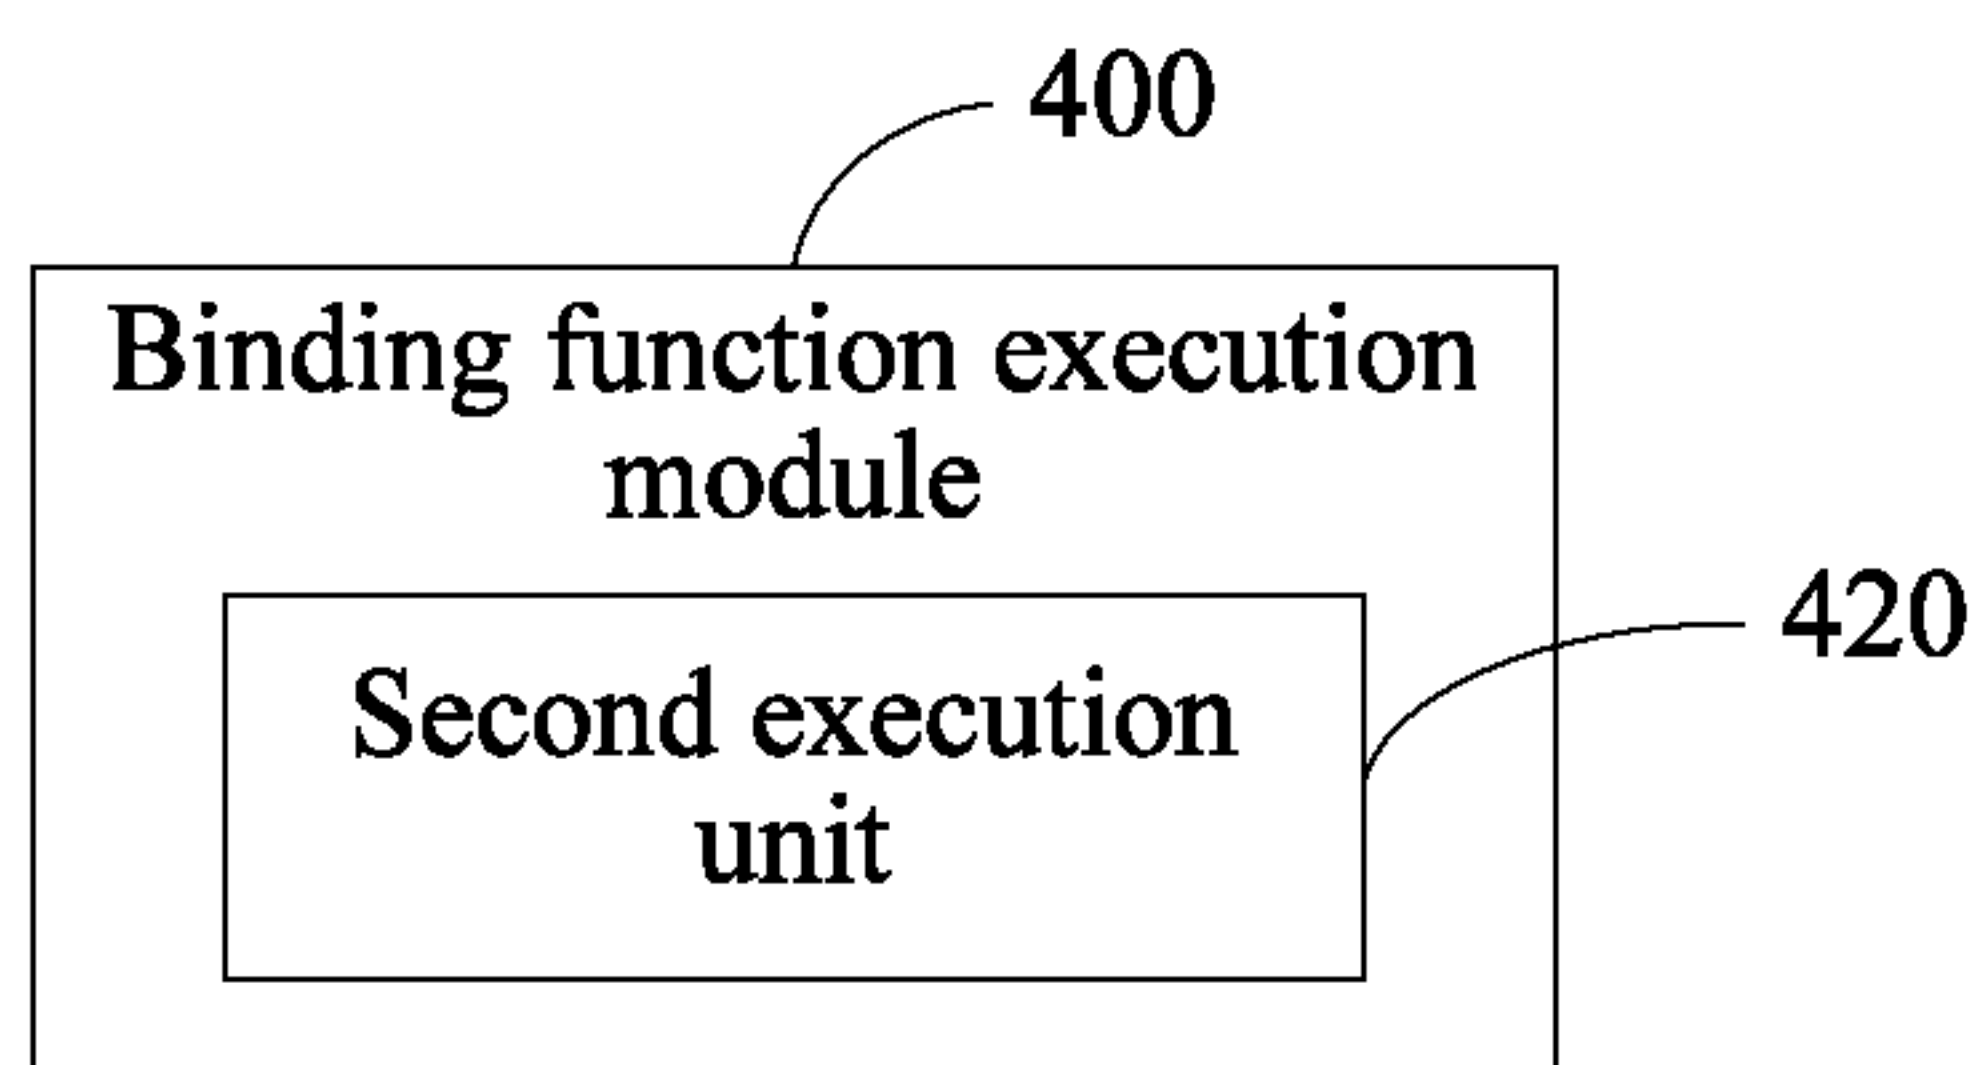 400
Binding function execution
module
420
Second execution
unit